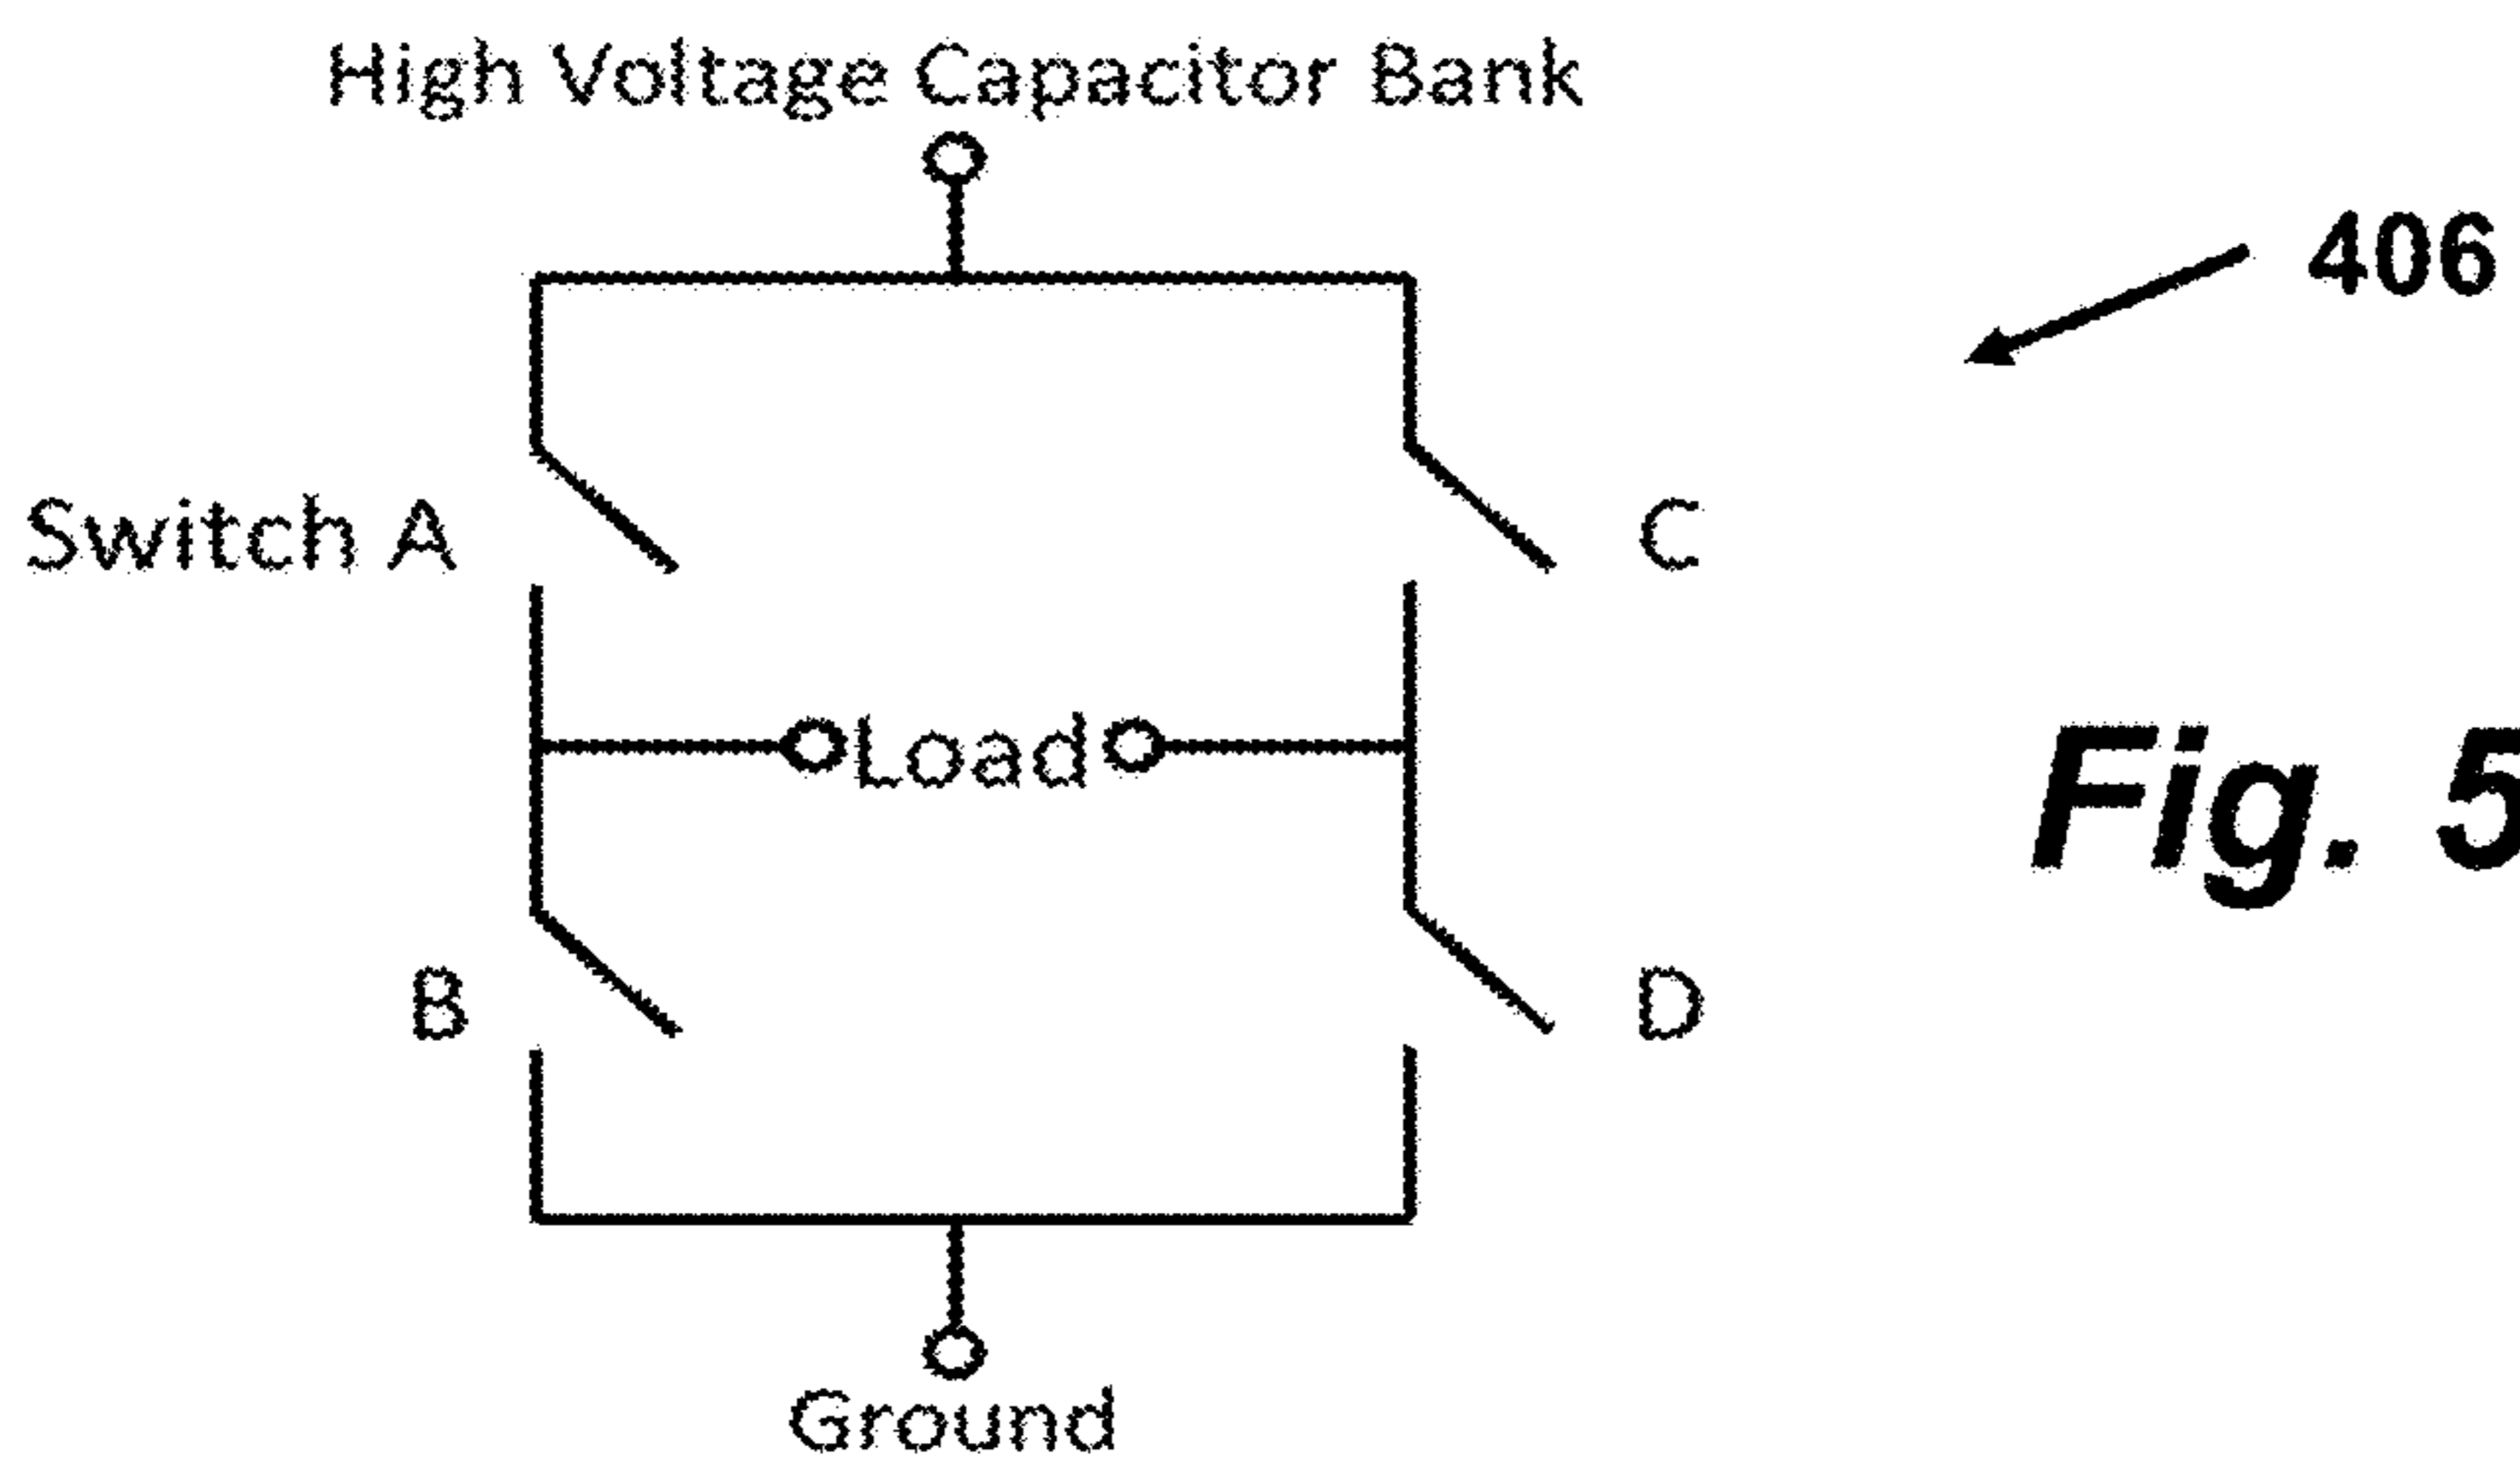 High Voltage Capacitor Bank
406
Switch A
C
Load
Fig. 5
B
D
Ground